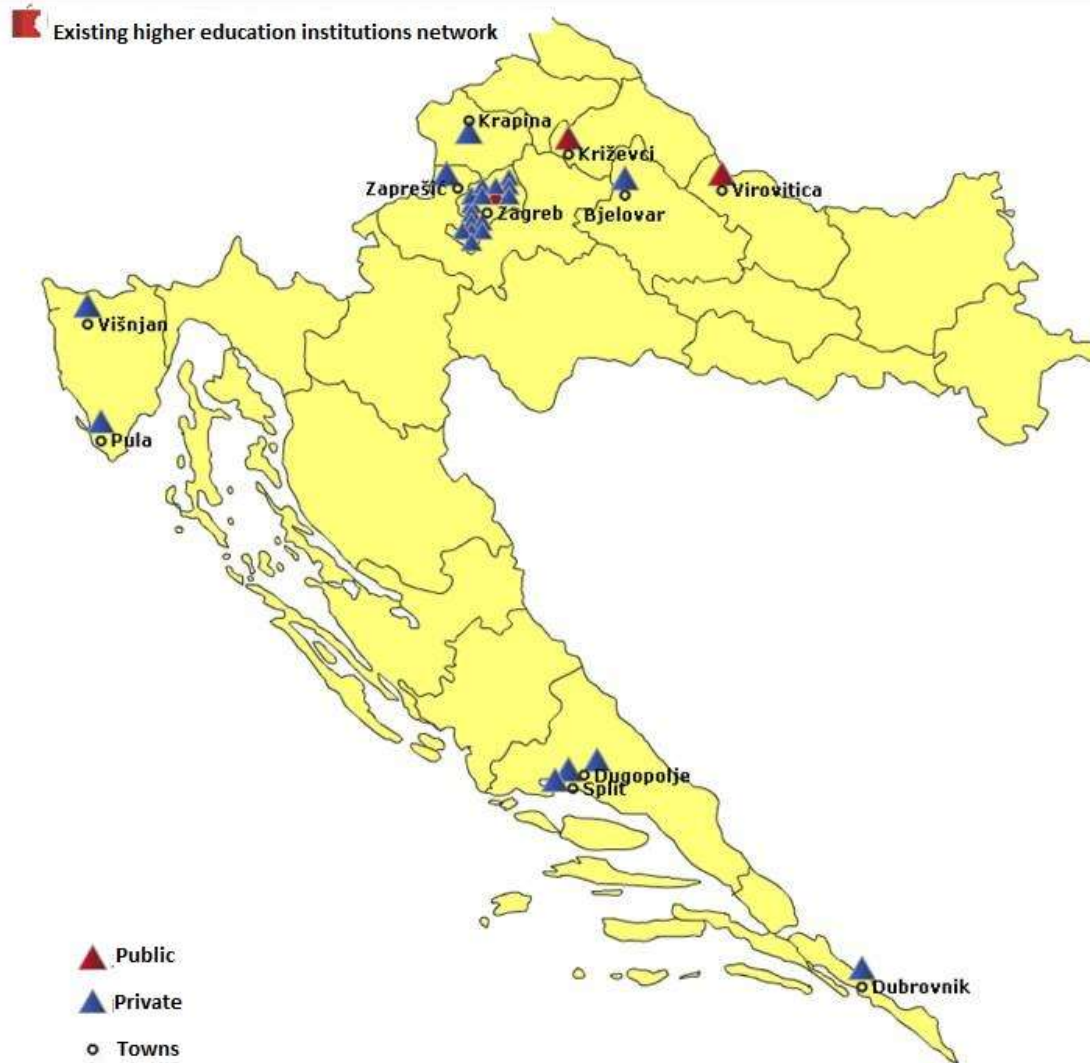 Existing higher education institutions network
Krapina
Križevci
Zaprešić
Virovitica
Zagreb
Bjelovar
Višnjan
Pula
Dugopolje
Split
Dubrovnik
Public
Private
Towns